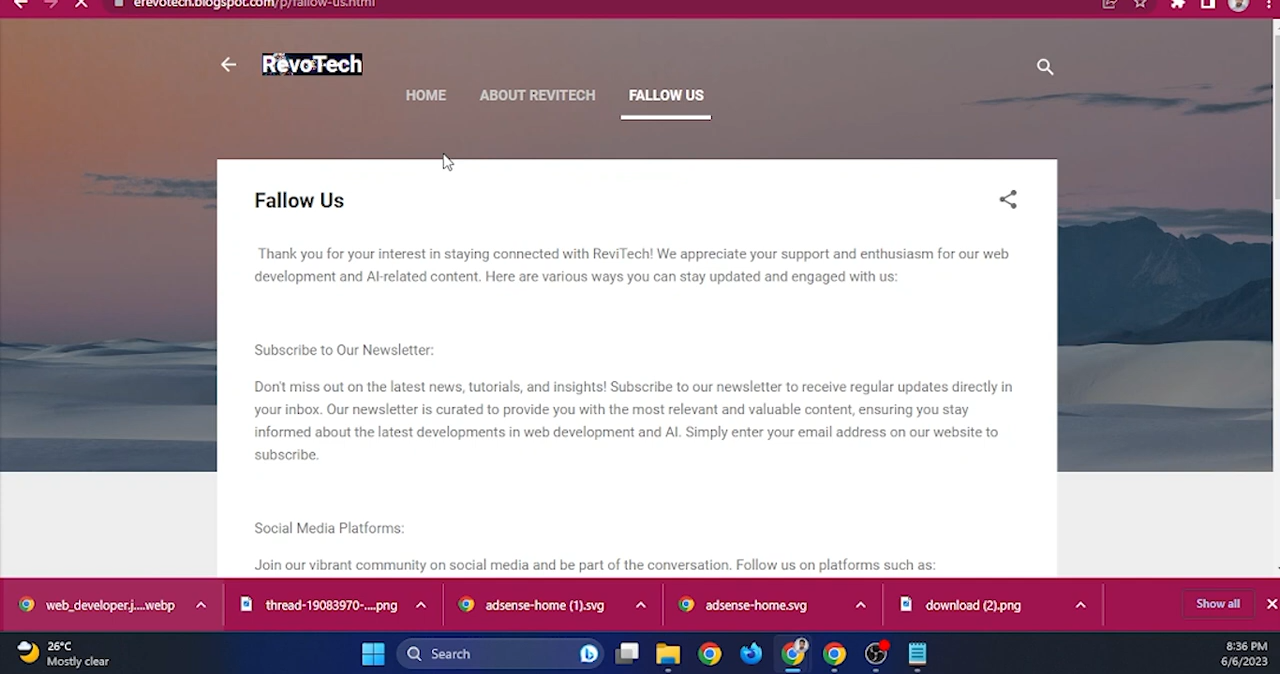 erevotech.blogspot.com/p/fallow-us.html
RevoTech
HOME ABOUT REVITECH FALLOW US
Fallow Us
Thank you for your interest in staying connected with ReviTech! We appreciate your support and enthusiasm for our web
development and AI-related content. Here are various ways you can stay updated and engaged with us:
Subscribe to Our Newsletter:
Don't miss out on the latest news, tutorials, and insights! Subscribe to our newsletter to receive regular updates directly in
your inbox. Our newsletter is curated to provide you with the most relevant and valuable content, ensuring you stay
informed about the latest developments in web development and AI. Simply enter your email address on our website to
subscribe.
Social Media Platforms:
Join our vibrant community on social media and be part of the conversation. Follow us on platforms such as:
web_developer.j....webp thread-19083970-....png adsense-home (1).svg adsense-home.svg download (2).png Show all
26°C
Mostly clear
Search
8:36 PM
6/6/2023